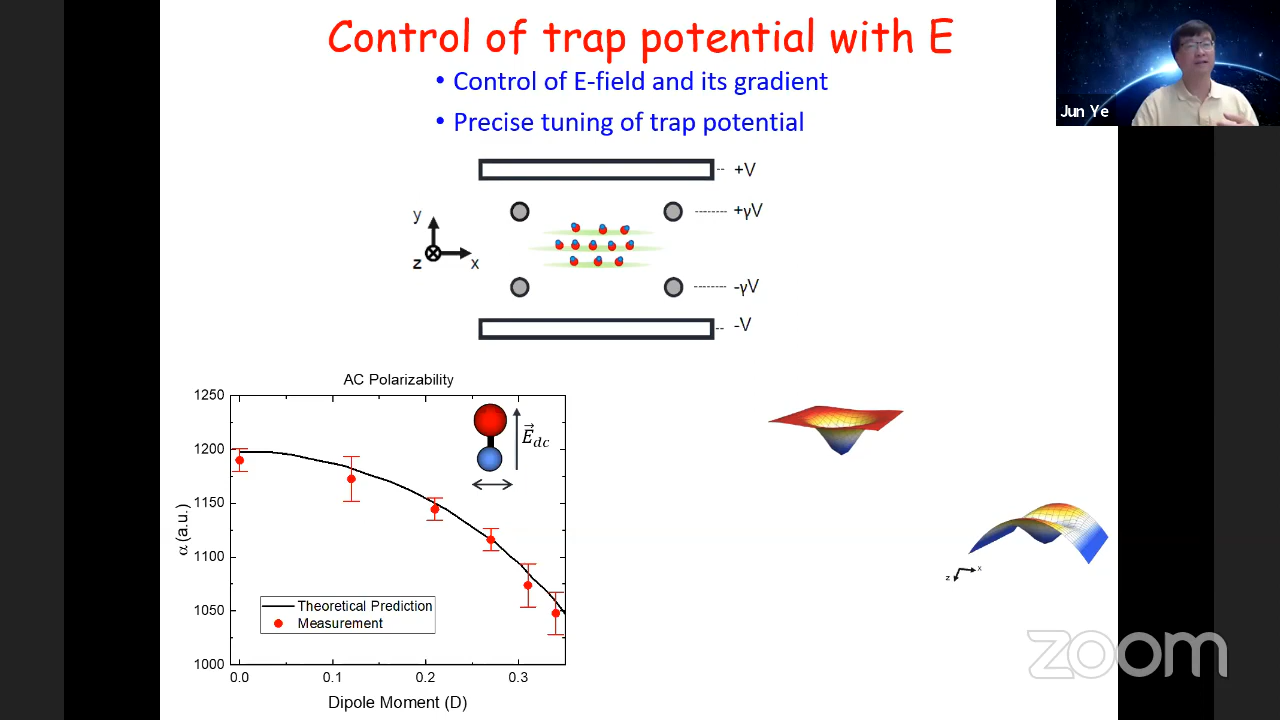 Control of trap potential with E
• Control of E-field and its gradient
• Precise tuning of trap potential
Jun Ye
+V
+γV
-γV
-V
y
z
x
AC Polarizability
1250
1200
1150
1100
1050
1000
α (a.u.)
E⃗dc
Theoretical Prediction
Measurement
0.0 0.1 0.2 0.3
Dipole Moment (D)
z x
zoom